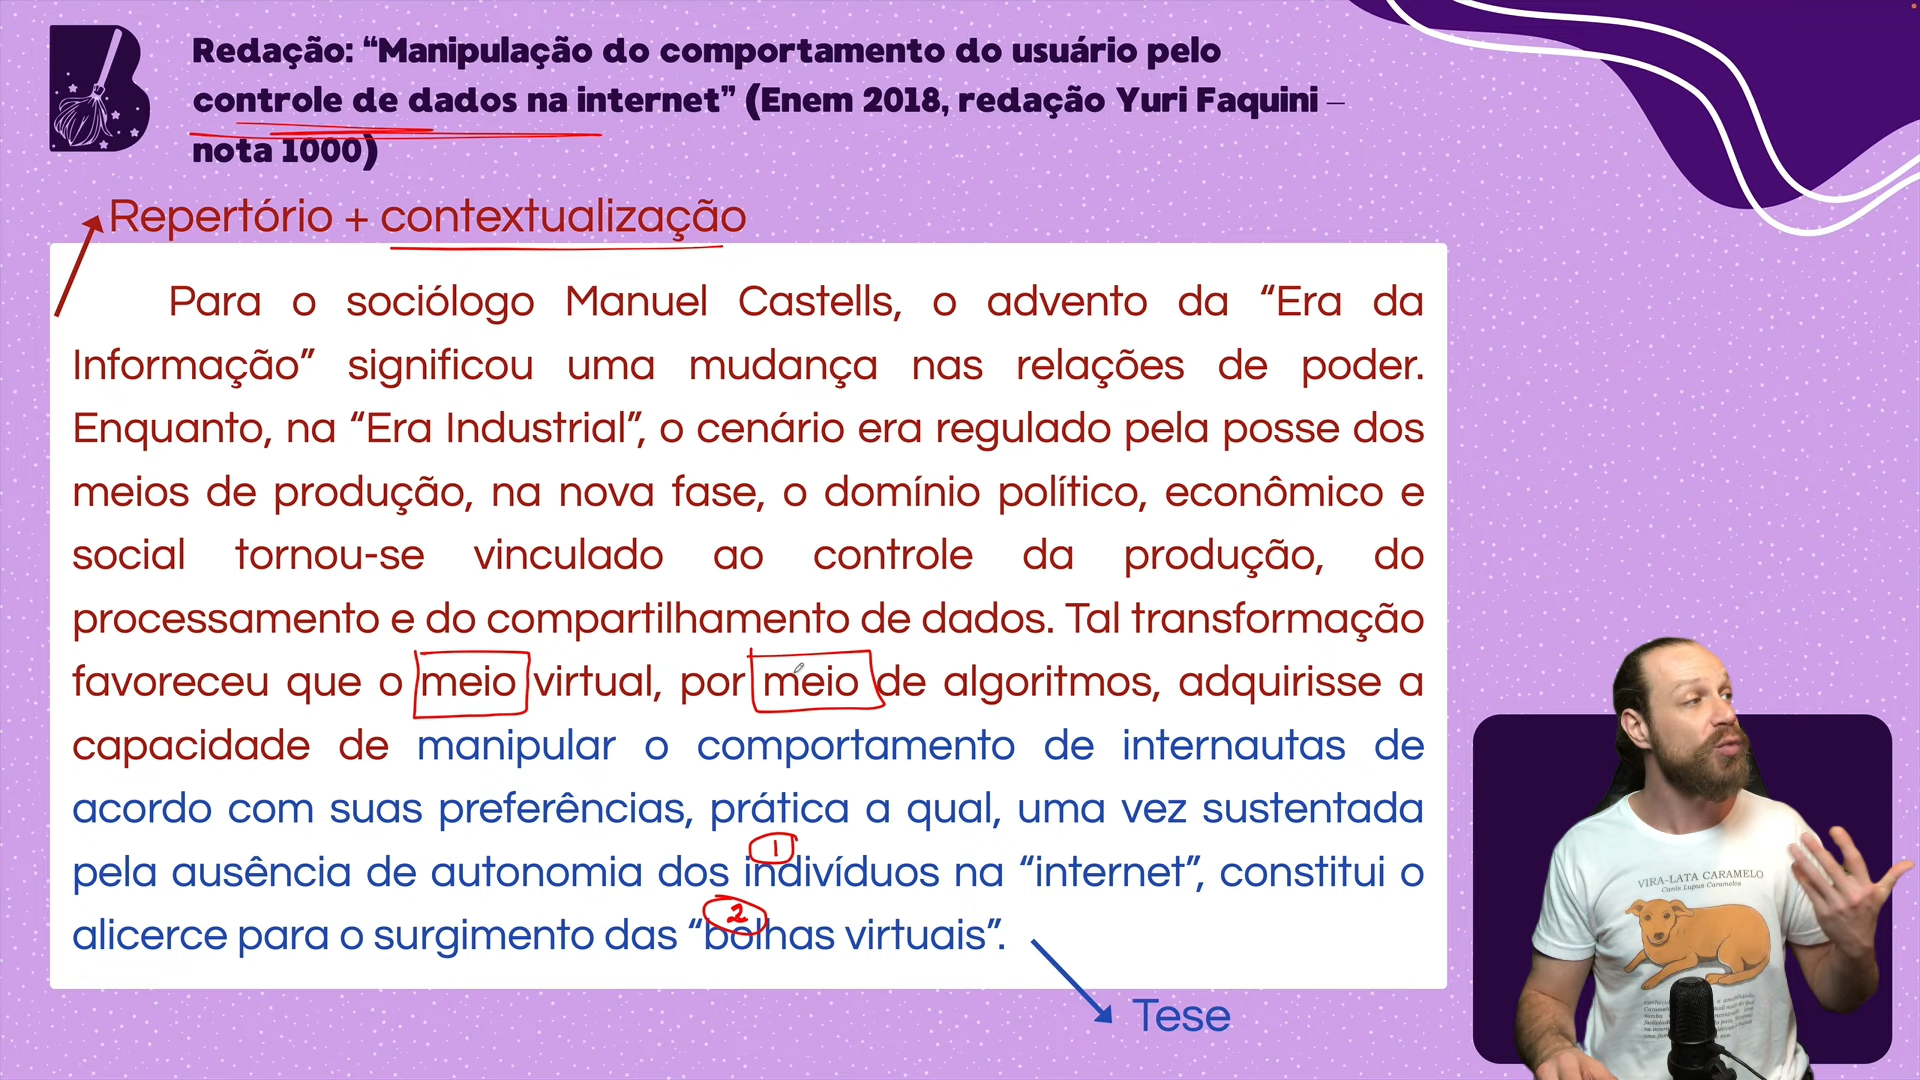 Redação: “Manipulação do comportamento do usuário pelo
controle de dados na internet” (Enem 2018, redação Yuri Faquini –
nota 1000)
Repertório + contextualização
Para o sociólogo Manuel Castells, o advento da “Era da
Informação” significou uma mudança nas relações de poder.
Enquanto, na “Era Industrial”, o cenário era regulado pela posse dos
meios de produção, na nova fase, o domínio político, econômico e
social tornou-se vinculado ao controle da produção, do
processamento e do compartilhamento de dados. Tal transformação
favoreceu que o meio virtual, por meio de algoritmos, adquirisse a
capacidade de manipular o comportamento de internautas de
acordo com suas preferências, prática a qual, uma vez sustentada
1
pela ausência de autonomia dos indivíduos na “internet”, constitui o
2
alicerce para o surgimento das “bolhas virtuais”.
Tese
VIRA-LATA CARAMELO
Canis Lupus Caramelos